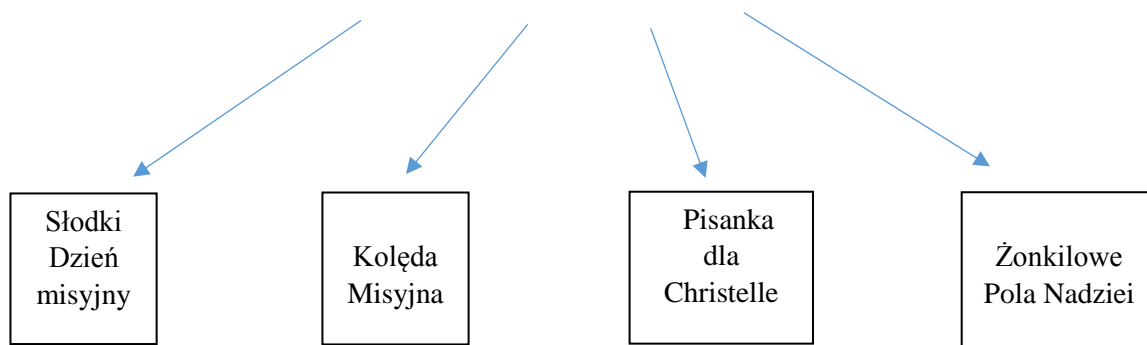 Słodki
Dzień
misyjny
Kolęda
Misyjna
Pisanka
dla
Christelle
Żonkilowe
Pola Nadziei